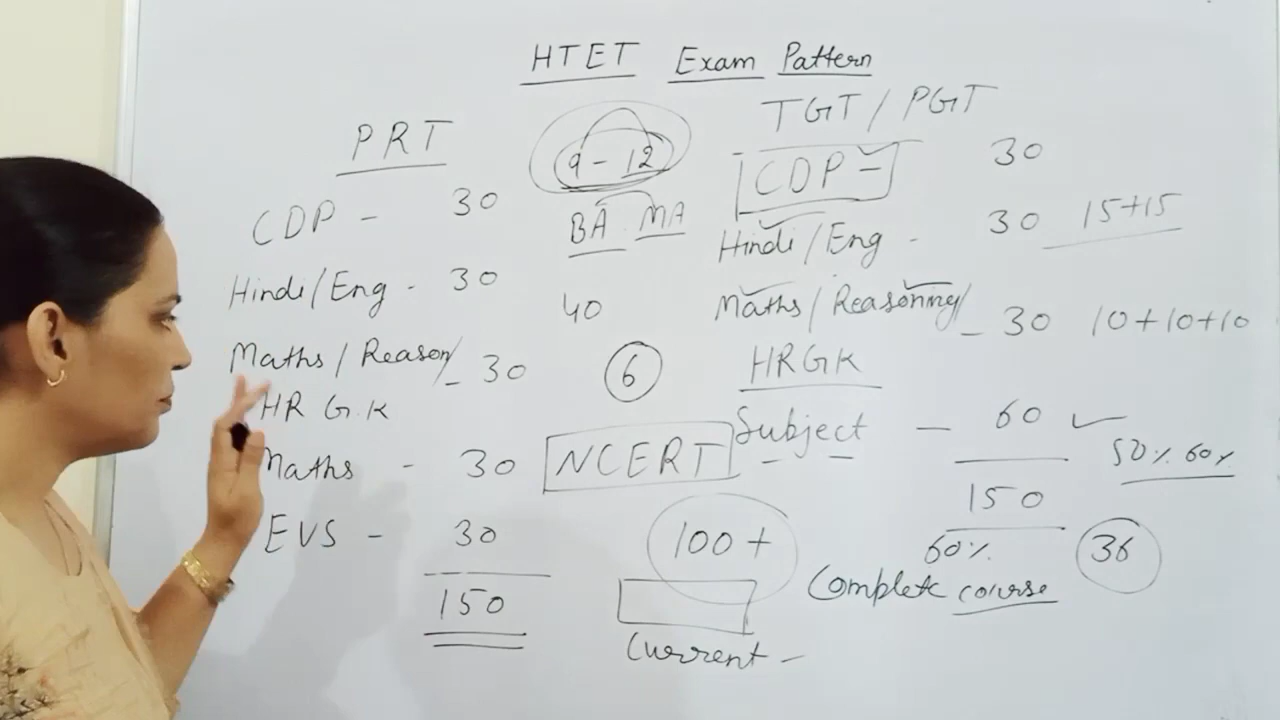 HTET Exam Pattern
PRT
CDP - 30
Hindi/Eng - 30
Maths/Reason/
HR G.K - 30
Maths - 30
EVS - 30
150
9-12
BA MA
40
6
NCERT
100+
Current -
TGT/PGT
CDP - 30
Hindi/Eng - 30 15+15
Maths/Reasoning/ - 30 10+10+10
HRGK
Subject - 60 ✓
50% 60%
150
60% 36
Complete course